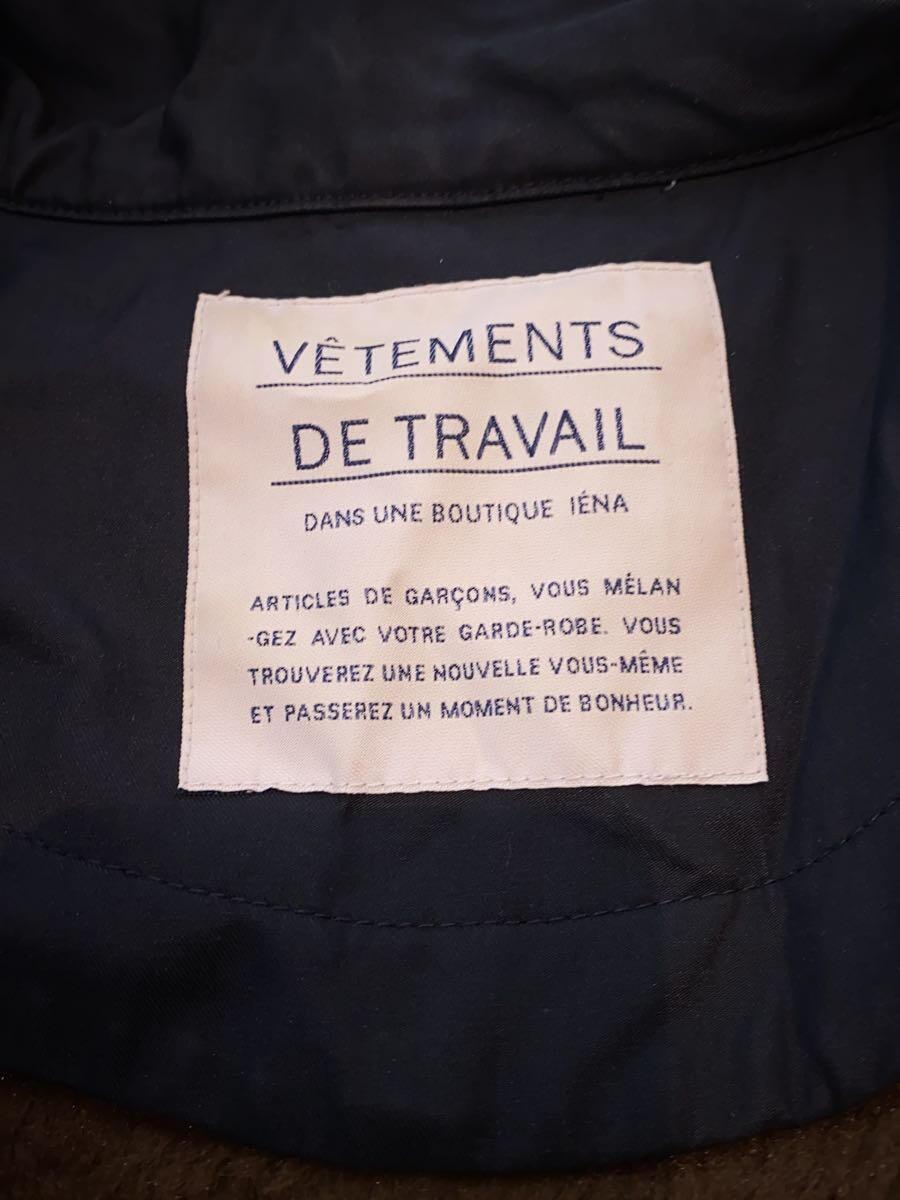 VÊTEMENTS
DE TRAVAIL
DANS UNE BOUTIQUE IÉNA
ARTICLES DE GARÇONS, VOUS MÉLAN
-GEZ AVEC VOTRE GARDE-ROBE. VOUS
TROUVEREZ UNE NOUVELLE VOUS-MÊME
ET PASSEREZ UN MOMENT DE BONHEUR.